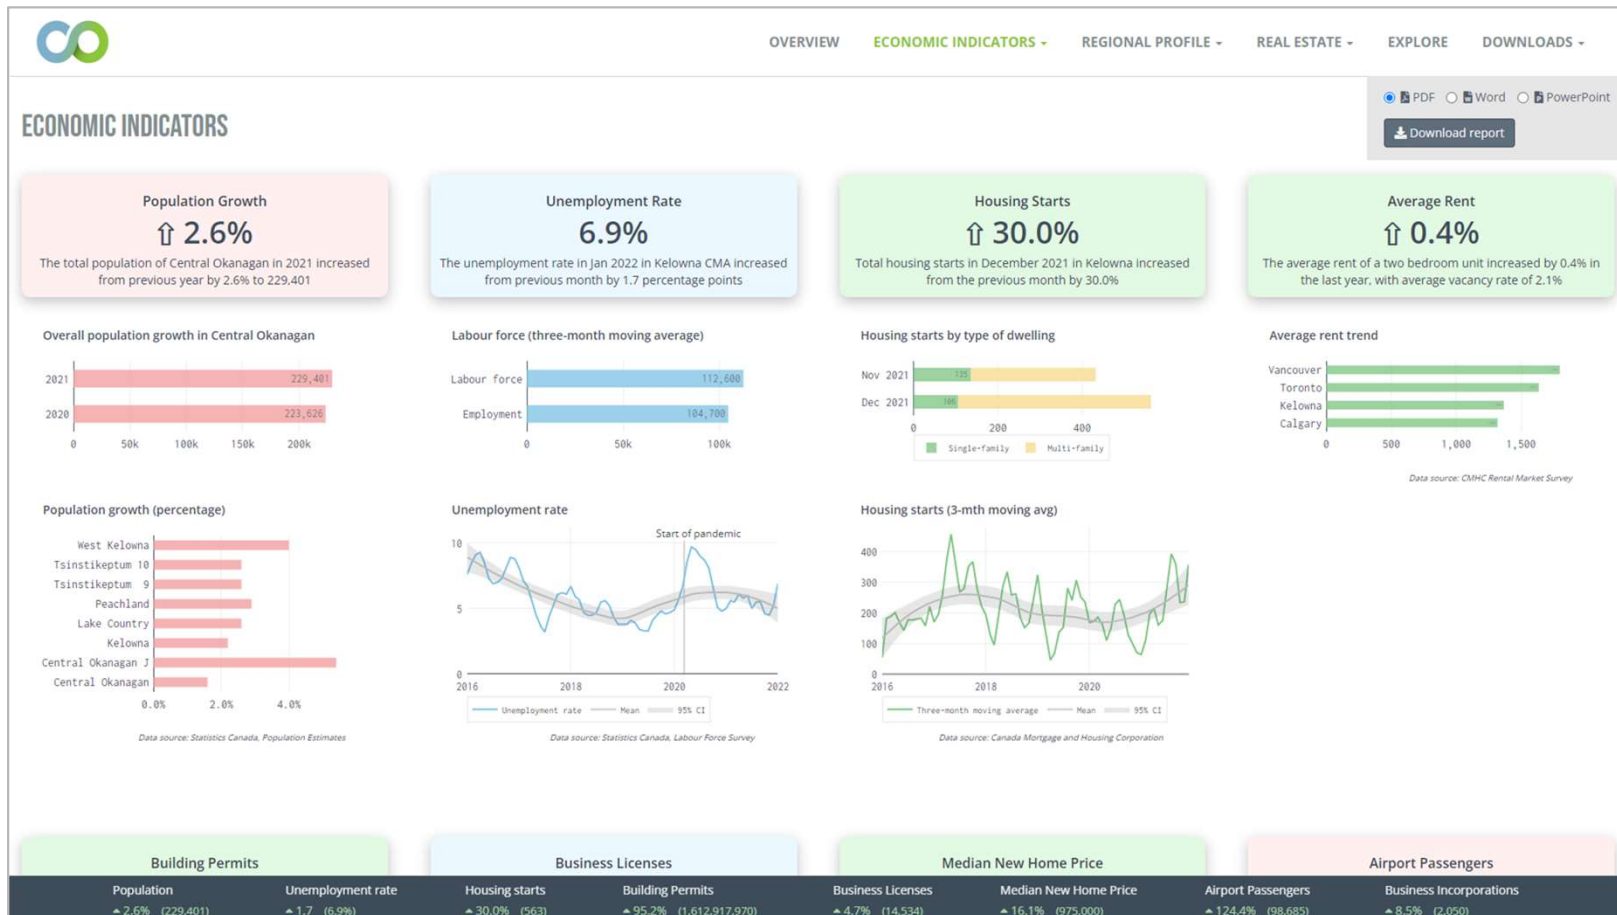 OVERVIEW ECONOMIC INDICATORS REGIONAL PROFILE REAL ESTATE EXPLORE DOWNLOADS
PDF Word PowerPoint
Download report
ECONOMIC INDICATORS
Population Growth
⇧ 2.6%
The total population of Central Okanagan in 2021 increased
from previous year by 2.6% to 229,401
Unemployment Rate
6.9%
The unemployment rate in Jan 2022 in Kelowna CMA increased
from previous month by 1.7 percentage points
Housing Starts
⇧ 30.0%
Total housing starts in December 2021 in Kelowna increased
from the previous month by 30.0%
Average Rent
⇧ 0.4%
The average rent of a two bedroom unit increased by 0.4% in
the last year, with average vacancy rate of 2.1%
Overall population growth in Central Okanagan
2021 229,401
2020 223,626
0 50k 100k 150k 200k
Labour force (three-month moving average)
Labour force 112,600
Employment 104,700
0 50k 100k
Housing starts by type of dwelling
Nov 2021 135
Dec 2021 106
0 200 400
Single-family Multi-family
Average rent trend
Vancouver
Toronto
Kelowna
Calgary
0 500 1,000 1,500
Data source: CMHC Rental Market Survey
Population growth (percentage)
West Kelowna
Tsinstikeptum 10
Tsinstikeptum 9
Peachland
Lake Country
Kelowna
Central Okanagan J
Central Okanagan
0.0% 2.0% 4.0%
Data source: Statistics Canada, Population Estimates
Unemployment rate
Start of pandemic
10
5
0
2016 2018 2020 2022
Unemployment rate Mean 95% CI
Data source: Statistics Canada, Labour Force Survey
Housing starts (3-mth moving avg)
400
300
200
100
0
2016 2018 2020
Three-month moving average Mean 95% CI
Data source: Canada Mortgage and Housing Corporation
Building Permits Business Licenses Median New Home Price Airport Passengers
Population Unemployment rate Housing starts Building Permits Business Licenses Median New Home Price Airport Passengers Business Incorporations
2.6% (229,401) 1.7 (6.9%) 30.0% (563) 95.2% (1,612,917,970) 4.7% (14,534) 16.1% (975,000) 124.4% (98,685) 8.5% (2,050)